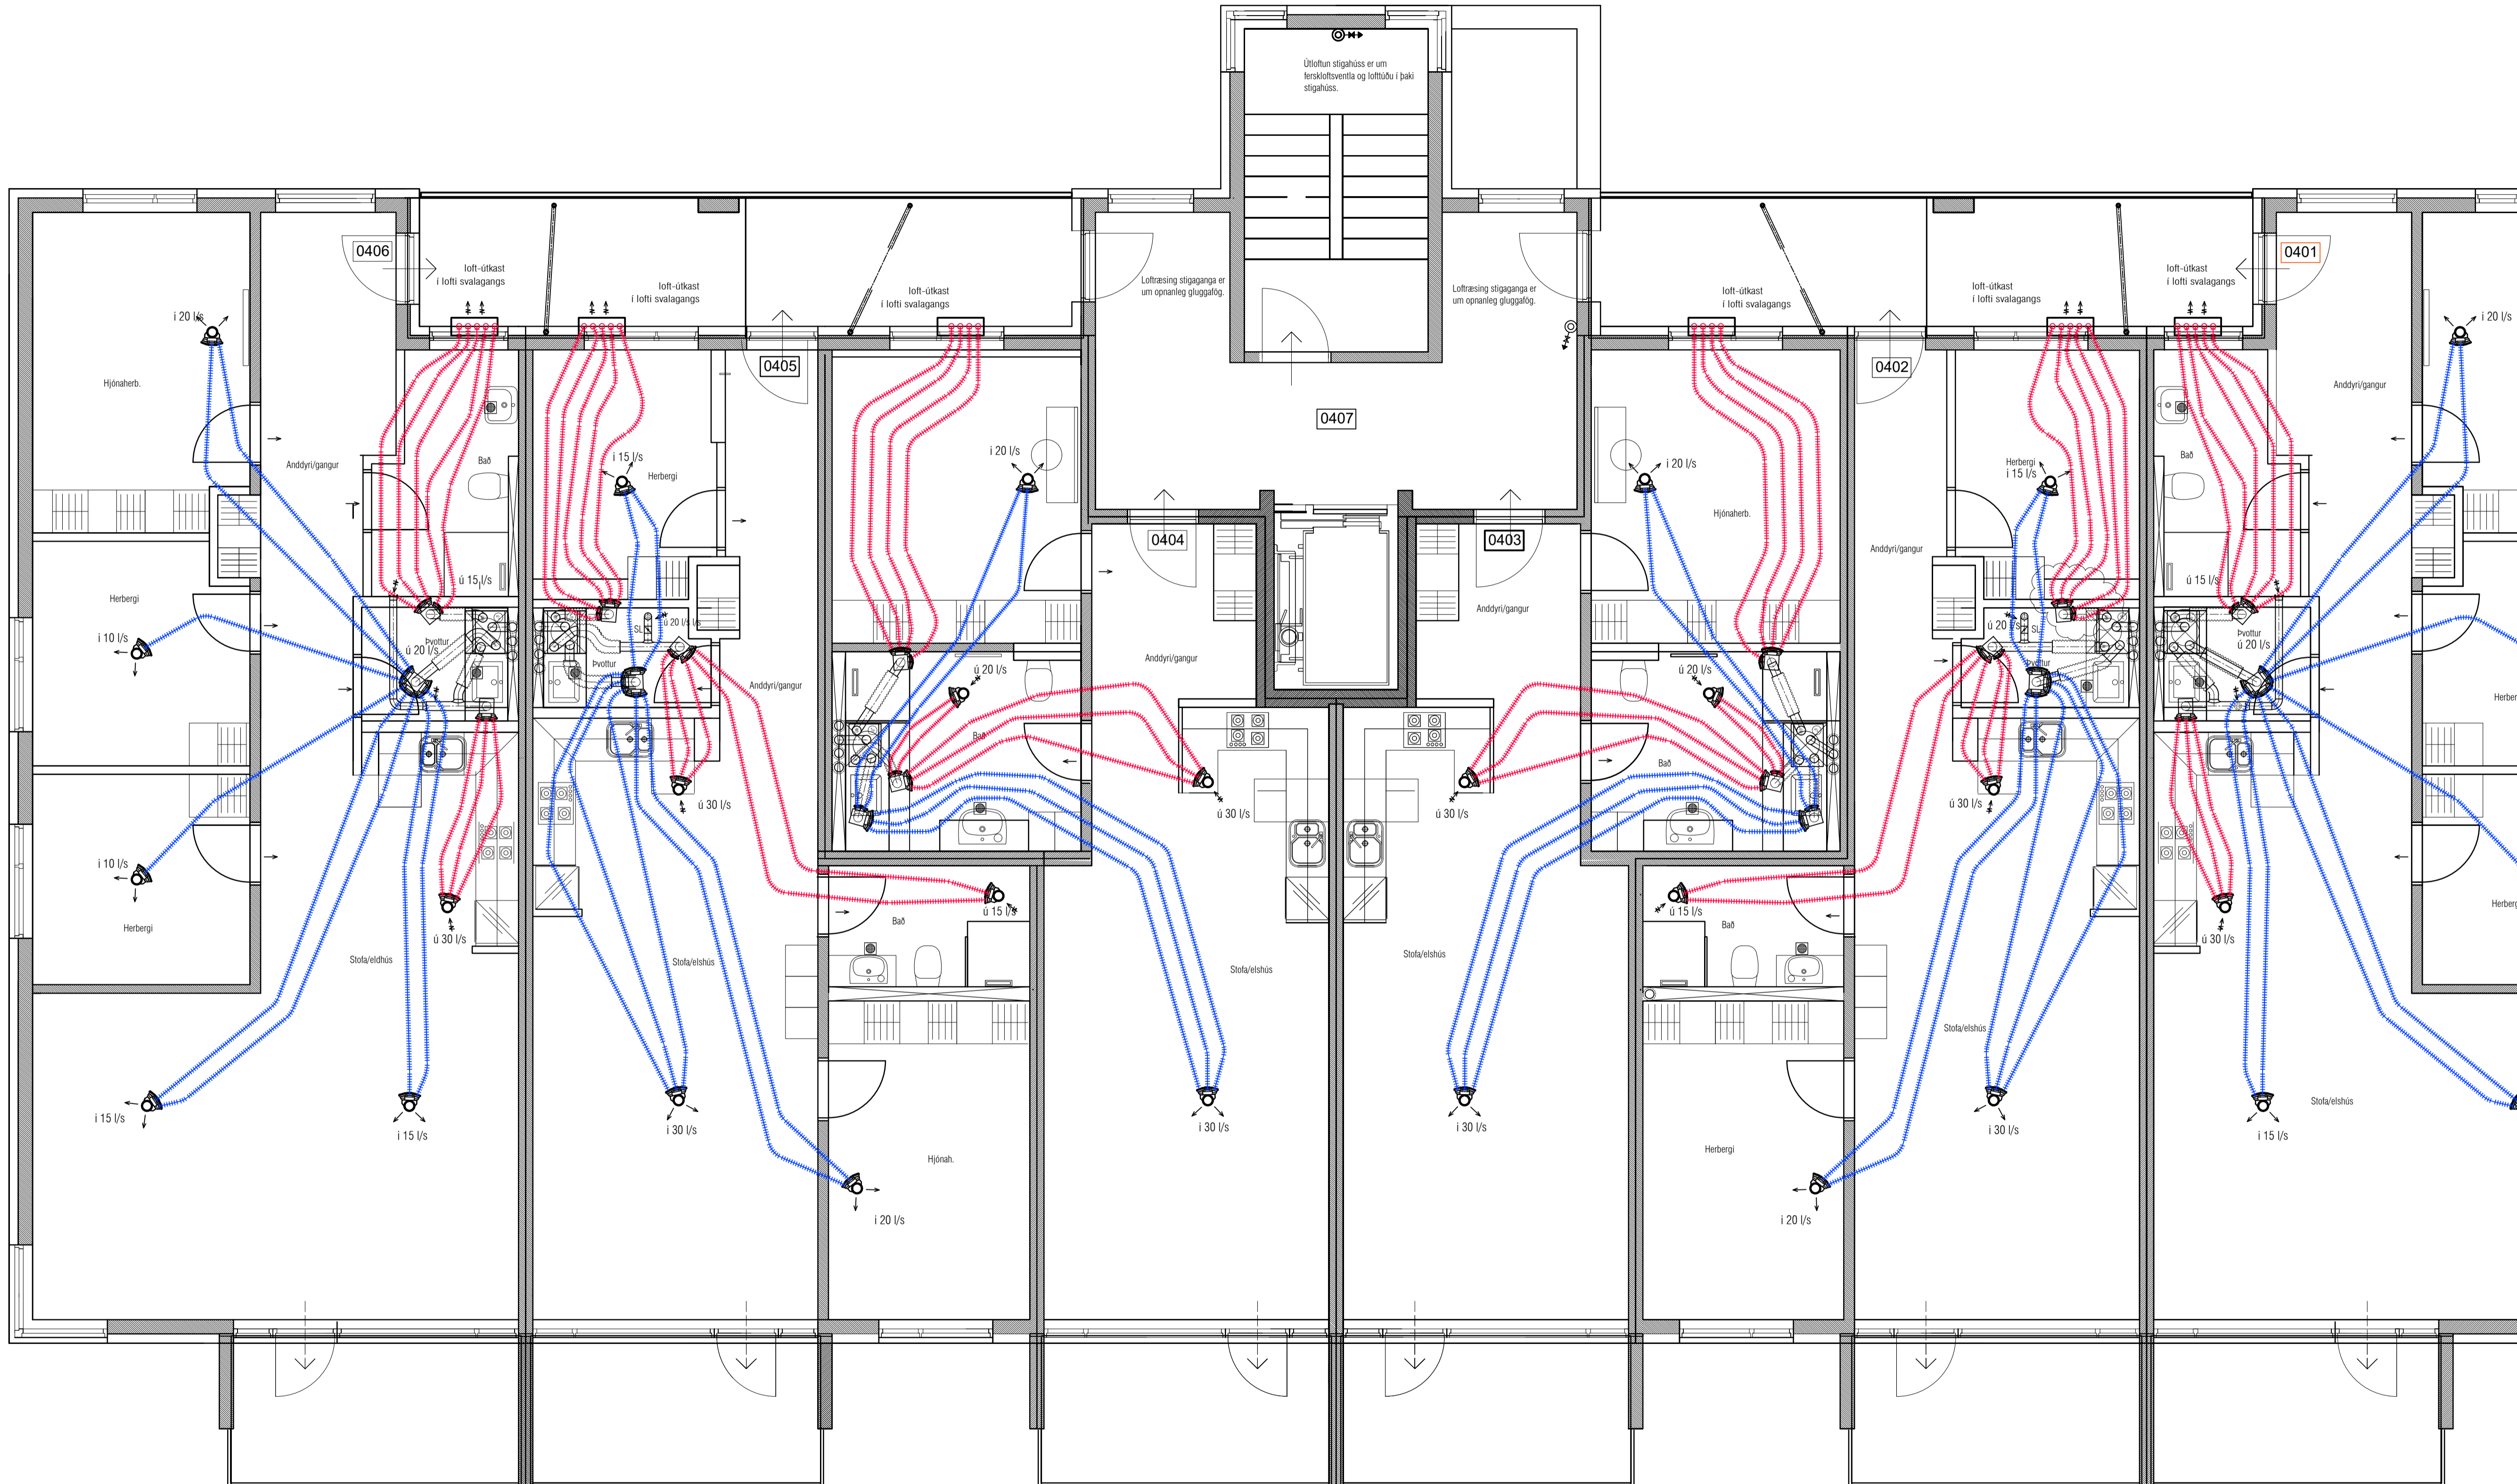 Útloftun stigahúss er um
ferskloftsventla og lofttúðu í þaki
stigahúss.
0406
loft-útkast
í lofti svalagangs
loft-útkast
í lofti svalagangs
loft-útkast
í lofti svalagangs
Loftræsing stigaganga er
um opnanleg gluggafög.
Loftræsing stigaganga er
um opnanleg gluggafög.
loft-útkast
í lofti svalagangs
loft-útkast
í lofti svalagangs
loft-útkast
í lofti svalagangs
0401
i 20 l/s
i 20 l/s
Hjónaherb.
0405
0407
0402
Anddyri/gangur
i 20 l/s
i 20 l/s
Anddyri/gangur
Bað
i 15 l/s
Herbergi
Herbergi
i 15 l/s
Bað
Hjónaherb.
0404
0403
Anddyri/gangur
ú 15 l/s
ú 15 l/s
Herbergi
i 10 l/s
Þvottur
ú 20 l/s
SL
ú 20 l/s
Þvottur
Anddyri/gangur
Anddyri/gangur
Anddyri/gangur
ú 20 l/s
ú 20 l/s
ú 20 l/s
SL
Þvottur
Þvottur
ú 20 l/s
Bað
Bað
ú 30 l/s
ú 30 l/s
ú 30 l/s
ú 30 l/s
i 10 l/s
Herbergi
ú 30 l/s
Stofa/eldhús
Stofa/elshús
ú 15 l/s
Bað
Stofa/elshús
Stofa/elshús
ú 15 l/s
Bað
Stofa/elshús
ú 30 l/s
i 15 l/s
i 15 l/s
i 30 l/s
i 30 l/s
i 30 l/s
i 30 l/s
i 15 l/s
Stofa/elshús
Hjónah.
Herbergi
i 20 l/s
i 20 l/s